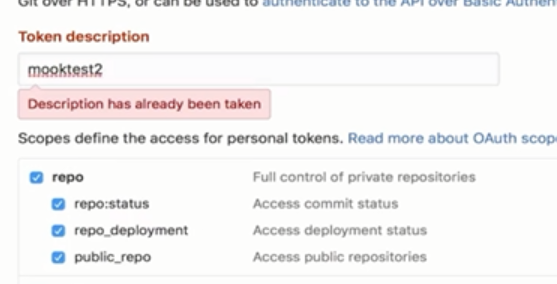 Git over HTTPS, or can be used to authenticate to the API over Basic Authen
Token description
mooktest2
Description has already been taken
Scopes define the access for personal tokens. Read more about OAuth scop
repo Full control of private repositories
repo:status Access commit status
repo_deployment Access deployment status
public_repo Access public repositories